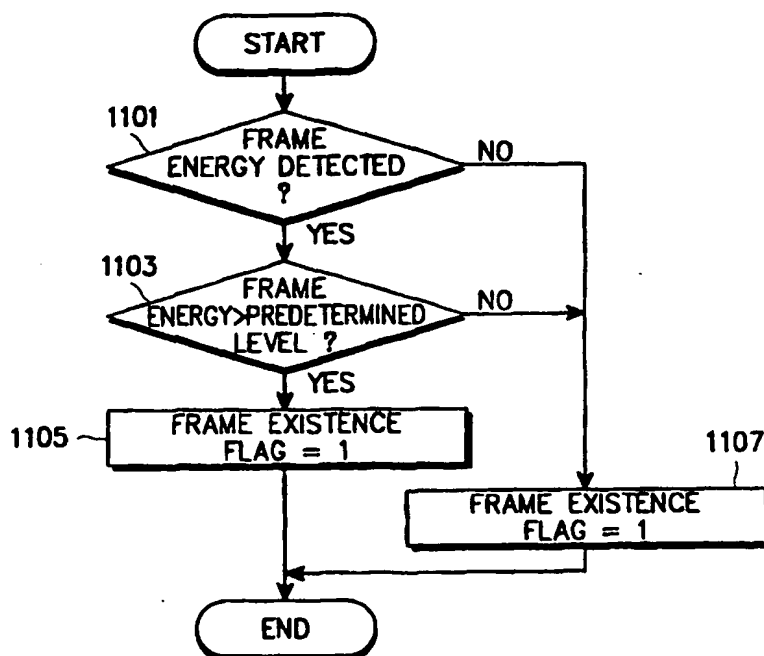 START
1101
FRAME
ENERGY DETECTED
?
NO
YES
1103
FRAME
ENERGY>PREDETERMINED
LEVEL ?
NO
YES
1105
FRAME EXISTENCE
FLAG = 1
1107
FRAME EXISTENCE
FLAG = 1
END